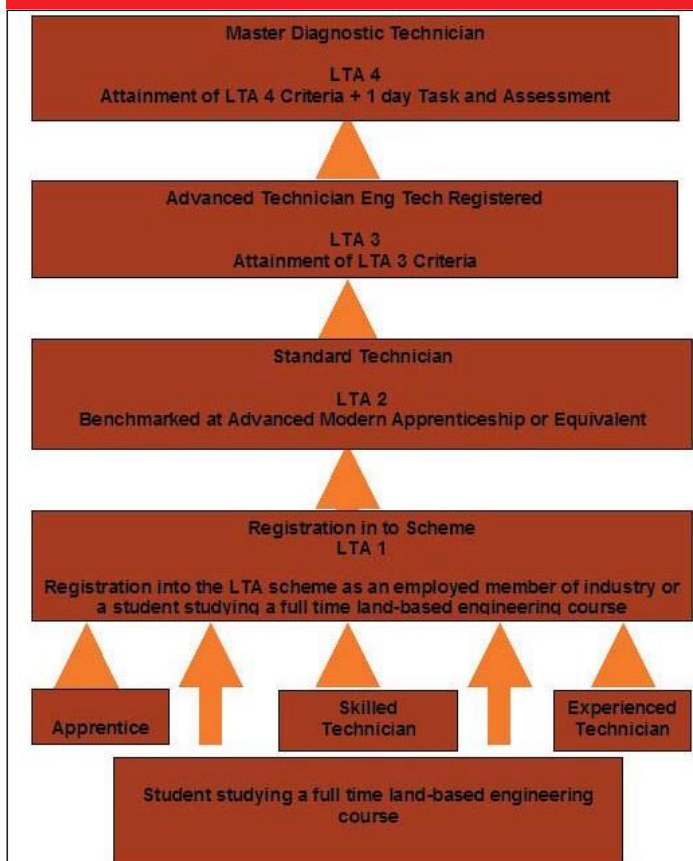 Master Diagnostic Technician
LTA 4
Attainment of LTA 4 Criteria + 1 day Task and Assessment
Advanced Technician Eng Tech Registered
LTA 3
Attainment of LTA 3 Criteria
Standard Technician
LTA 2
Benchmarked at Advanced Modern Apprenticeship or Equivalent
Registration in to Scheme
LTA 1
Registration into the LTA scheme as an employed member of industry or
a student studying a full time land-based engineering course
Apprentice
Skilled
Technician
Experienced
Technician
Student studying a full time land-based engineering
course